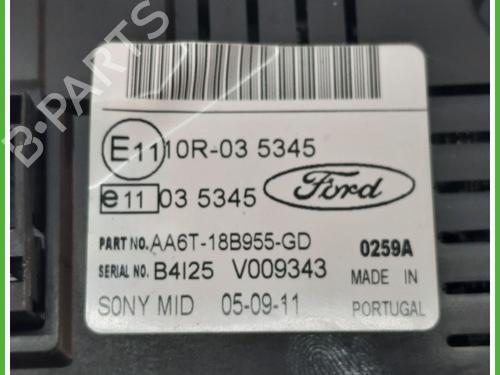 B-PARTS
E11 10R-03 5345
e11 03 5345
Ford
PART NO. AA6T-18B955-GD 0259A
SERIAL NO. B4I25 V009343 MADE IN
SONY MID 05-09-11 PORTUGAL